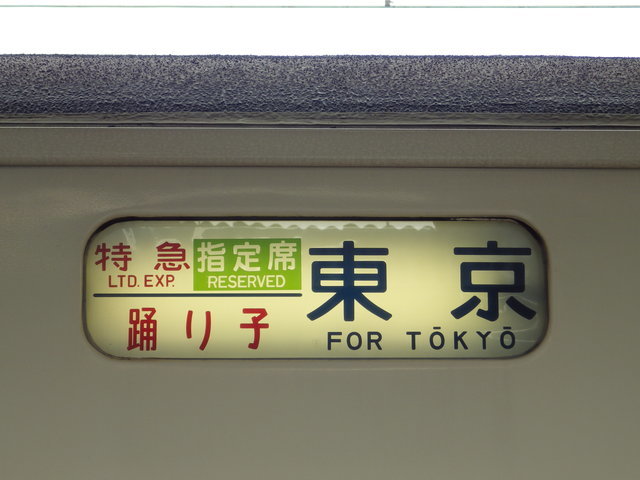 特急
LTD. EXP.
指定席
RESERVED
踊り子
東京
FOR TŌKYŌ